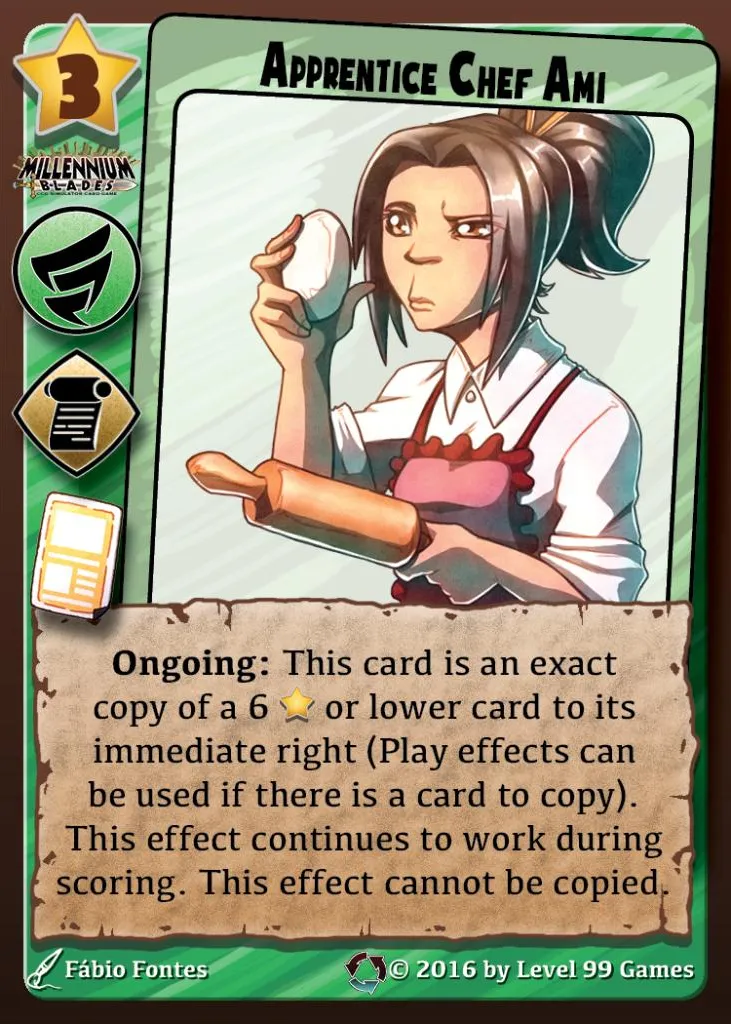 3
APPRENTICE CHEF AMI
MILLENNIUM
BLADES
Ongoing: This card is an exact
copy of a 6 ⭐ or lower card to its
immediate right (Play effects can
be used if there is a card to copy).
This effect continues to work during
scoring. This effect cannot be copied.
Fábio Fontes
© 2016 by Level 99 Games